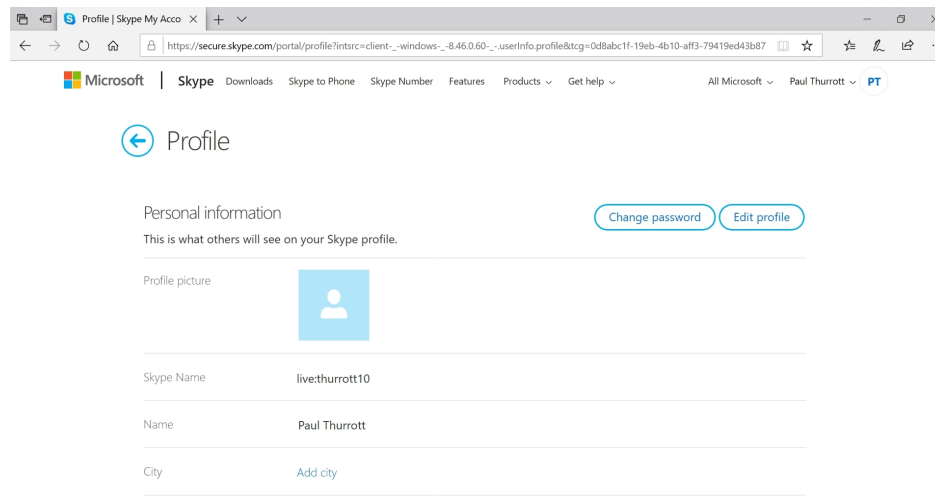 Profile | Skype My Acco
https://secure.skype.com/portal/profile?intsrc=client-_-windows-_-8.46.0.60-_-.userInfo.profile&tcg=0d8abc1f-19eb-4b10-aff3-79419ed43b87
Microsoft Skype Downloads Skype to Phone Skype Number Features Products Get help All Microsoft Paul Thurrott PT
Profile
Personal information Change password Edit profile
This is what others will see on your Skype profile.
Profile picture
Skype Name live:thurrott10
Name Paul Thurrott
City Add city